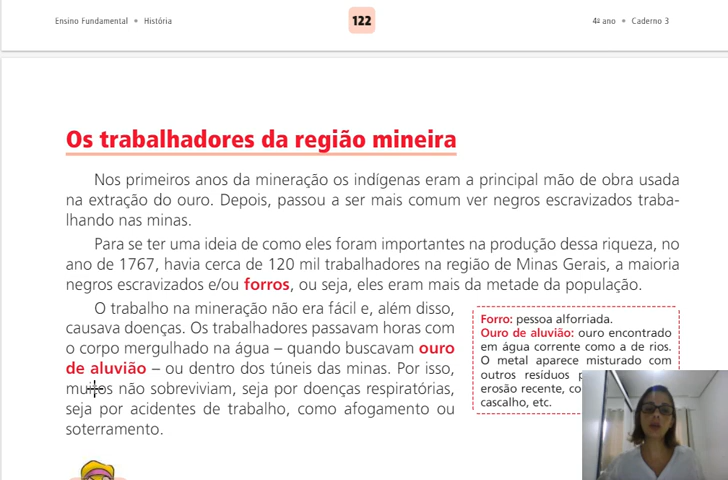 Ensino Fundamental • História
122
4º ano • Caderno 3
Os trabalhadores da região mineira
Nos primeiros anos da mineração os indígenas eram a principal mão de obra usada
na extração do ouro. Depois, passou a ser mais comum ver negros escravizados traba-
lhando nas minas.
Para se ter uma ideia de como eles foram importantes na produção dessa riqueza, no
ano de 1767, havia cerca de 120 mil trabalhadores na região de Minas Gerais, a maioria
negros escravizados e/ou forros, ou seja, eles eram mais da metade da população.
O trabalho na mineração não era fácil e, além disso,
causava doenças. Os trabalhadores passavam horas com
o corpo mergulhado na água – quando buscavam ouro
de aluvião – ou dentro dos túneis das minas. Por isso,
muitos não sobreviviam, seja por doenças respiratórias,
seja por acidentes de trabalho, como afogamento ou
soterramento.
Forro: pessoa alforriada.
Ouro de aluvião: ouro encontrado
em água corrente como a de rios.
O metal aparece misturado com
outros resíduos
erosão recente,
cascalho, etc.